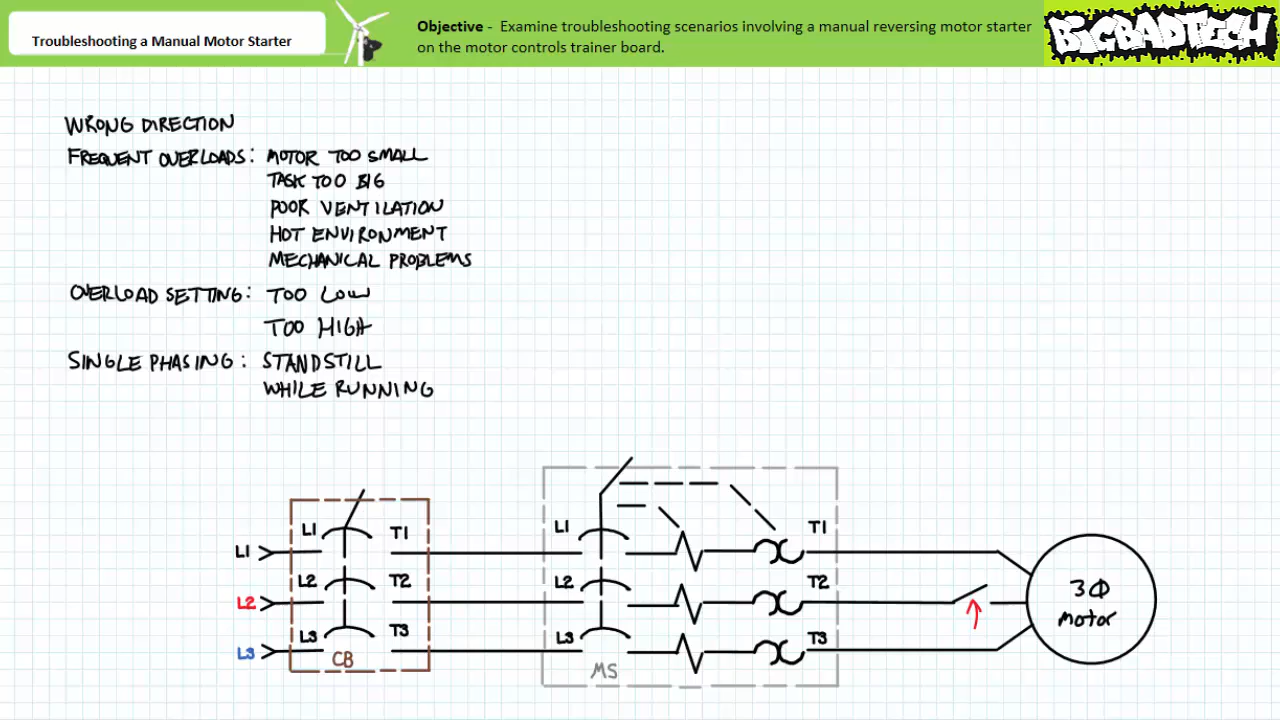 Troubleshooting a Manual Motor Starter
Objective - Examine troubleshooting scenarios involving a manual reversing motor starter
on the motor controls trainer board.
BIGBADTECH
WRONG DIRECTION
FREQUENT OVERLOADS: MOTOR TOO SMALL
TASK TOO BIG
POOR VENTILATION
HOT ENVIRONMENT
MECHANICAL PROBLEMS
OVERLOAD SETTING: TOO LOW
TOO HIGH
SINGLE PHASING: STANDSTILL
WHILE RUNNING
L1 L1 T1 L1 T1
L2 L2 T2 L2 T2
L3 L3 T3 L3 T3
CB MS
3Φ
motor